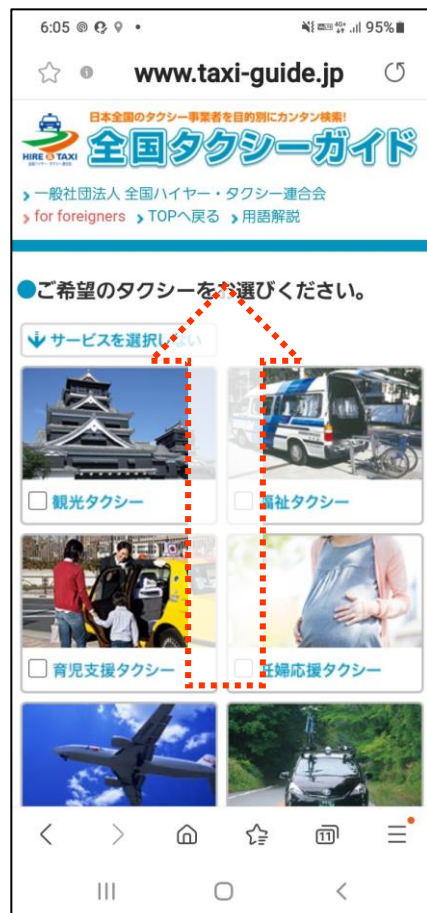 6:05
4G+
95%
www.taxi-guide.jp
日本全国のタクシー事業者を目的別にカンタン検索!
HIRE & TAXI
全国タクシーガイド
一般社団法人 全国ハイヤー・タクシー連合会
for foreigners TOPへ戻る 用語解説
ご希望のタクシーをお選びください。
サービスを選択しない
観光タクシー
福祉タクシー
育児支援タクシー
妊婦応援タクシー
11